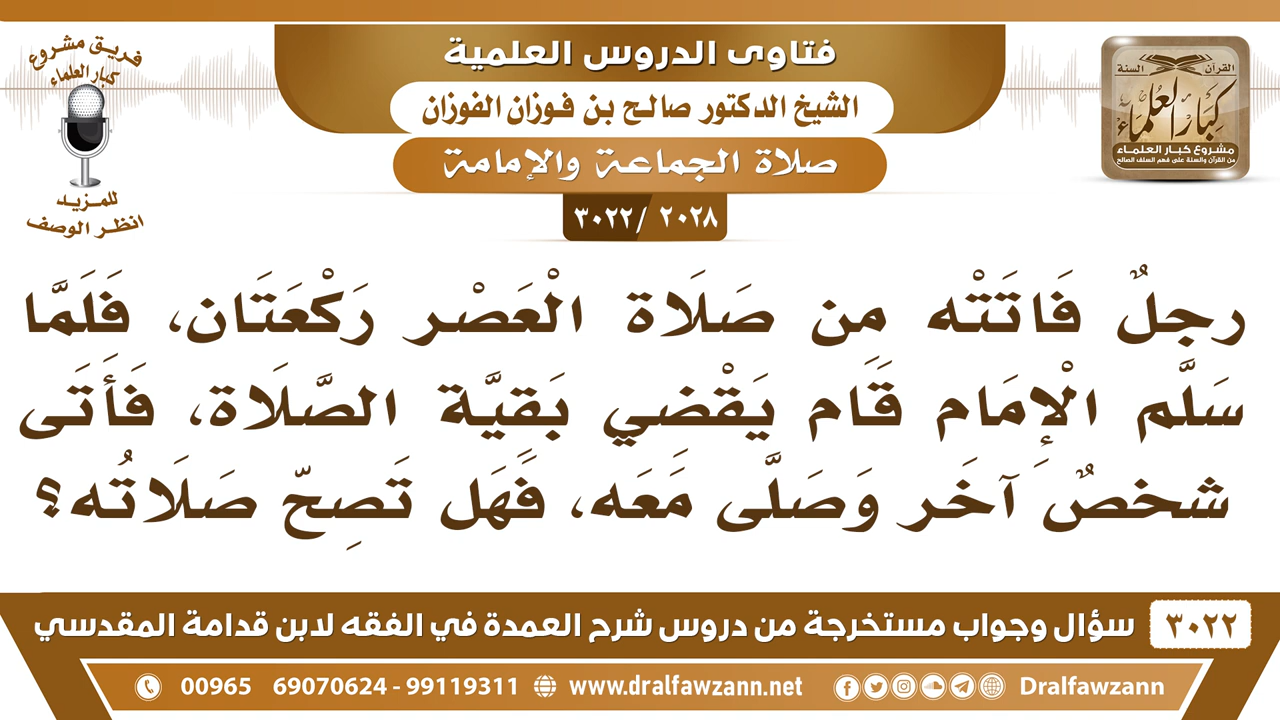 فتاوى الدروس العلمية
الشيخ الدكتور صالح بن فوزان الفوزان
صلاة الجماعة والإمامة
٢٠٢٨ / ٣٠٢٢
القرآن السنة
كبار العلماء
مشروع كبار العلماء
من القرآن والسنة على فهم السلف الصالح
فريق مشروع
كبار العلماء
للمزيد
انظر الوصف
رجلٌ فَاتَتْه من صَلَاة الْعَصْر رَكْعَتَان، فَلَمَّا
سَلَّم الْإِمَام قَام يَقْضي بَقيَّة الصَّلَاة، فَأَتَى
شخصٌ آخَر وَصَلَّى مَعَه، فَهَل تَصِحّ صَلَاتُه؟
٣٠٢٢ سؤال وجواب مستخرجة من دروس شرح العمدة في الفقه لابن قدامة المقدسي
00965 69070624 - 99119311 www.dralfawzann.net Dralfawzann